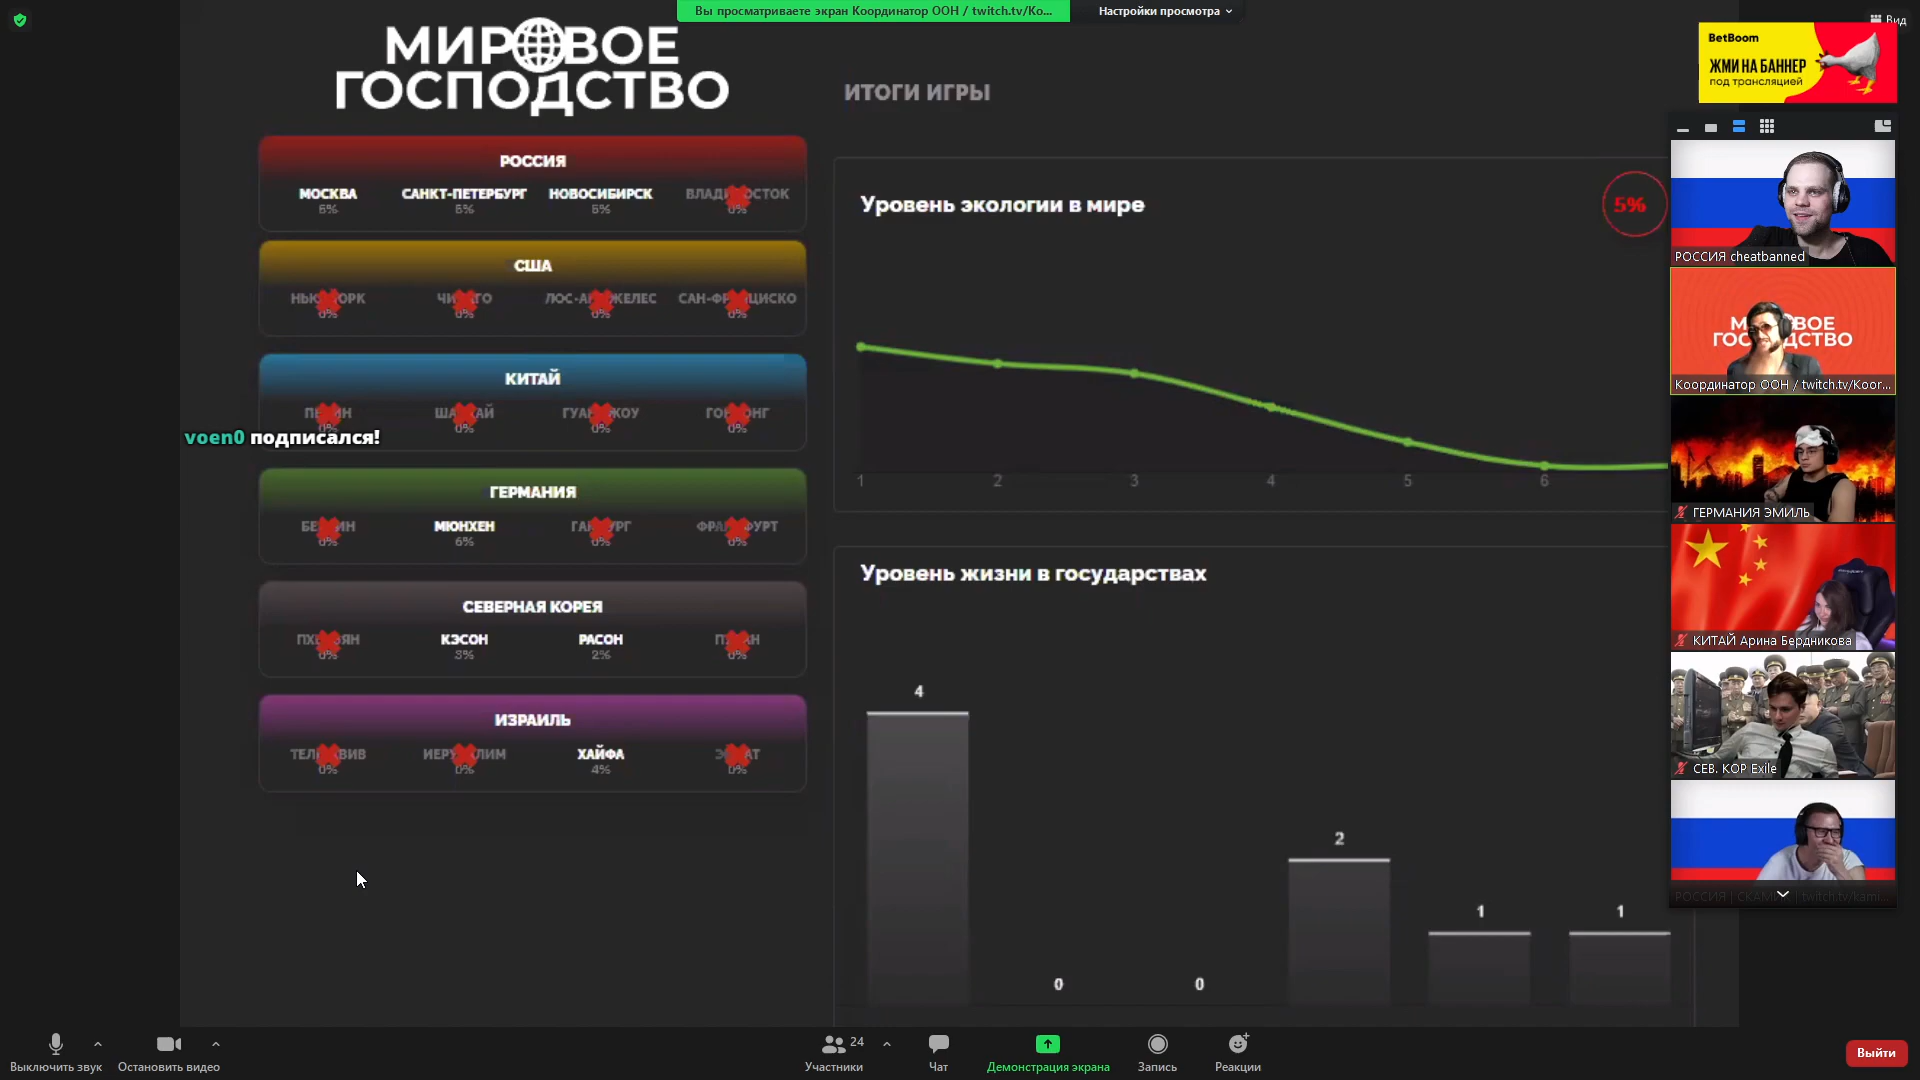 Вы просматриваете экран Координатор ООН / twitch.tv/Ko...
Настройки просмотра
Вид
МИРОВОЕ
ГОСПОДСТВО
ИТОГИ ИГРЫ
BetBoom
ЖМИ НА БАННЕР
под трансляцией
РОССИЯ
МОСКВА САНКТ-ПЕТЕРБУРГ НОВОСИБИРСК
6% 5% 5% 0%
США
0% 0% 0% 0%
КИТАЙ
0% 0% 0% 0%
voen0 подписался!
ГЕРМАНИЯ
МЮНХЕН
0% 6% 0% 0%
СЕВЕРНАЯ КОРЕЯ
КЭСОН РАСОН
0% 3% 2% 0%
ИЗРАИЛЬ
ХАЙФА
0% 0% 4% 0%
Уровень экологии в мире
5%
1 2 3 4 5 6
Уровень жизни в государствах
4
0
0
2
1
1
РОССИЯ cheatbanned
Координатор ООН / twitch.tv/Koor...
ГЕРМАНИЯ ЭМИЛЬ
КИТАЙ Арина Бердникова
СЕВ. КОР Exile
Выключить звук
Остановить видео
Участники
24
Чат
Демонстрация экрана
Запись
Реакции
Выйти